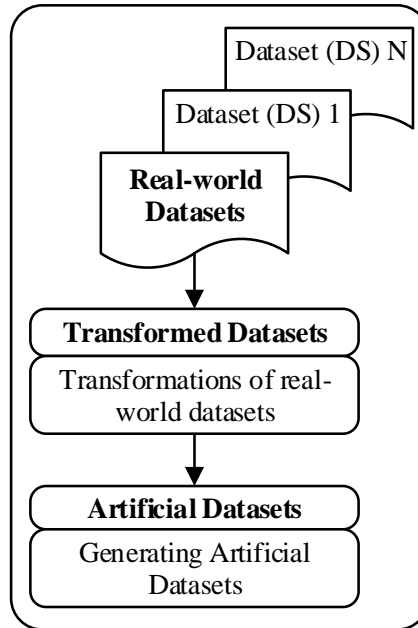 Dataset (DS) N
Dataset (DS) 1
Real-world
Datasets
Transformed Datasets
Transformations of real-
world datasets
Artificial Datasets
Generating Artificial
Datasets